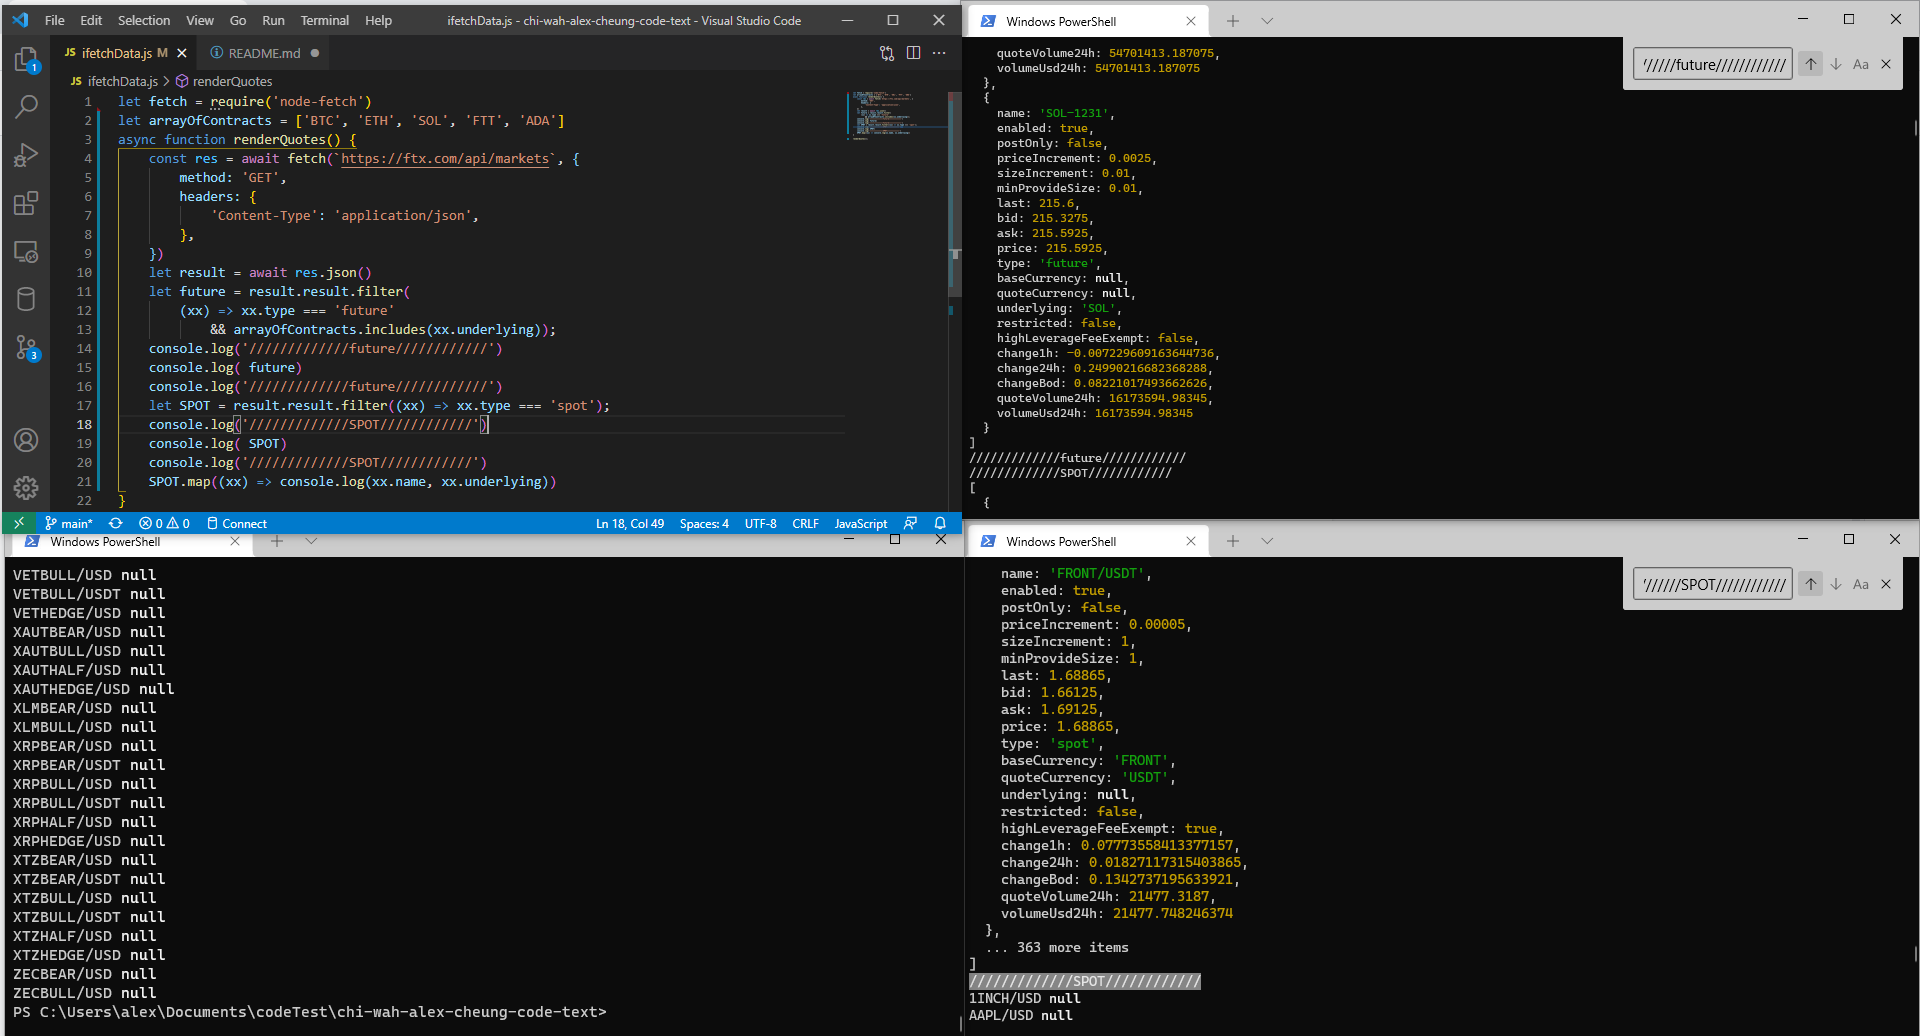 File Edit Selection View Go Run Terminal Help ifetchData.js - chi-wah-alex-cheung-code-text - Visual Studio Code
JS ifetchData.js M README.md
JS ifetchData.js > renderQuotes
1 let fetch = require('node-fetch')
2 let arrayOfContracts = ['BTC', 'ETH', 'SOL', 'FTT', 'ADA']
3 async function renderQuotes() {
4 const res = await fetch(`https://ftx.com/api/markets`, {
5 method: 'GET',
6 headers: {
7 'Content-Type': 'application/json',
8 },
9 })
10 let result = await res.json()
11 let future = result.result.filter(
12 (xx) => xx.type === 'future'
13 && arrayOfContracts.includes(xx.underlying));
14 console.log('/////////////future////////////')
15 console.log( future)
16 console.log('/////////////future////////////')
17 let SPOT = result.result.filter((xx) => xx.type === 'spot');
18 console.log('/////////////SPOT////////////')
19 console.log( SPOT)
20 console.log('/////////////SPOT////////////')
21 SPOT.map((xx) => console.log(xx.name, xx.underlying))
22 }
1
3
main* 0 0 Connect Ln 18, Col 49 Spaces: 4 UTF-8 CRLF JavaScript
Windows PowerShell
'/////future//////////// Aa
quoteVolume24h: 54701413.187075,
volumeUsd24h: 54701413.187075
},
{
name: 'SOL-1231',
enabled: true,
postOnly: false,
priceIncrement: 0.0025,
sizeIncrement: 0.01,
minProvideSize: 0.01,
last: 215.6,
bid: 215.3275,
ask: 215.5925,
price: 215.5925,
type: 'future',
baseCurrency: null,
quoteCurrency: null,
underlying: 'SOL',
restricted: false,
highLeverageFeeExempt: false,
change1h: -0.007229609163644736,
change24h: 0.24990216682368288,
changeBod: 0.08221017493662626,
quoteVolume24h: 16173594.98345,
volumeUsd24h: 16173594.98345
}
]
/////////////future////////////
/////////////SPOT////////////
[
{
Windows PowerShell
VETBULL/USD null
VETBULL/USDT null
VETHEDGE/USD null
XAUTBEAR/USD null
XAUTBULL/USD null
XAUTHALF/USD null
XAUTHEDGE/USD null
XLMBEAR/USD null
XLMBULL/USD null
XRPBEAR/USD null
XRPBEAR/USDT null
XRPBULL/USD null
XRPBULL/USDT null
XRPHALF/USD null
XRPHEDGE/USD null
XTZBEAR/USD null
XTZBEAR/USDT null
XTZBULL/USD null
XTZBULL/USDT null
XTZHALF/USD null
XTZHEDGE/USD null
ZECBEAR/USD null
ZECBULL/USD null
PS C:\Users\alex\Documents\codeTest\chi-wah-alex-cheung-code-text>
Windows PowerShell
'//////SPOT//////////// Aa
name: 'FRONT/USDT',
enabled: true,
postOnly: false,
priceIncrement: 0.00005,
sizeIncrement: 1,
minProvideSize: 1,
last: 1.68865,
bid: 1.66125,
ask: 1.69125,
price: 1.68865,
type: 'spot',
baseCurrency: 'FRONT',
quoteCurrency: 'USDT',
underlying: null,
restricted: false,
highLeverageFeeExempt: true,
change1h: 0.07773558413377157,
change24h: 0.01827117315403865,
changeBod: 0.1342737195633921,
quoteVolume24h: 21477.3187,
volumeUsd24h: 21477.748246374
},
... 363 more items
]
/////////////SPOT////////////
1INCH/USD null
AAPL/USD null